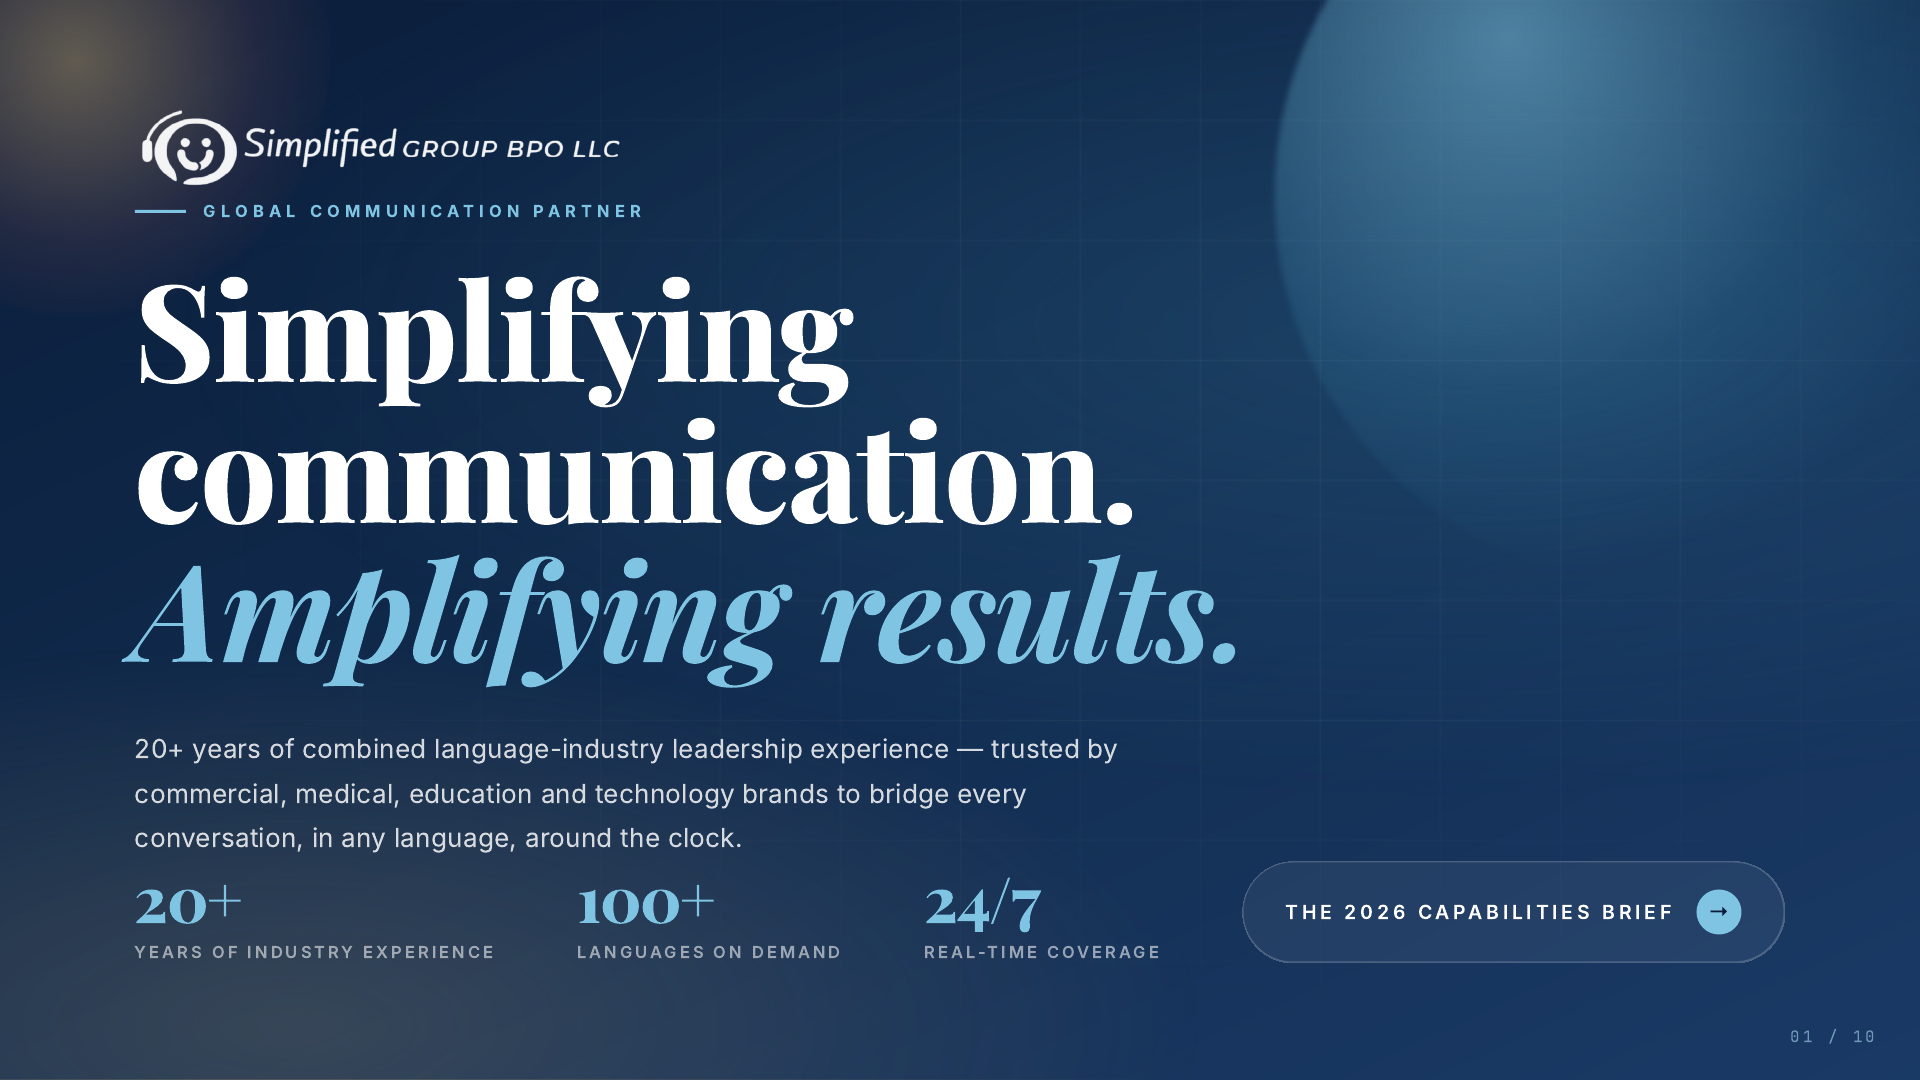 Simplified GROUP BPO LLC
GLOBAL COMMUNICATION PARTNER
Simplifying
communication.
Amplifying results.
20+ years of combined language-industry leadership experience — trusted by
commercial, medical, education and technology brands to bridge every
conversation, in any language, around the clock.
20+
YEARS OF INDUSTRY EXPERIENCE
100+
LANGUAGES ON DEMAND
24/7
REAL-TIME COVERAGE
THE 2026 CAPABILITIES BRIEF →
01 / 10